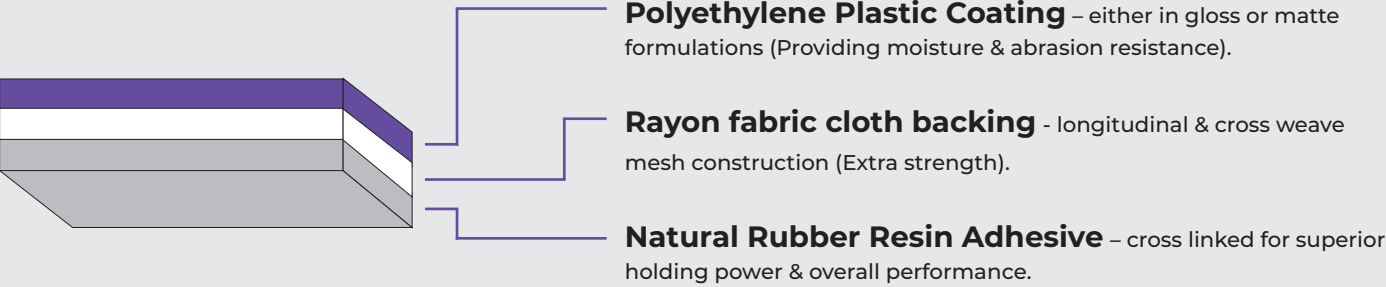 Polyethylene Plastic Coating – either in gloss or matte
formulations (Providing moisture & abrasion resistance).
Rayon fabric cloth backing - longitudinal & cross weave
mesh construction (Extra strength).
Natural Rubber Resin Adhesive – cross linked for superior
holding power & overall performance.